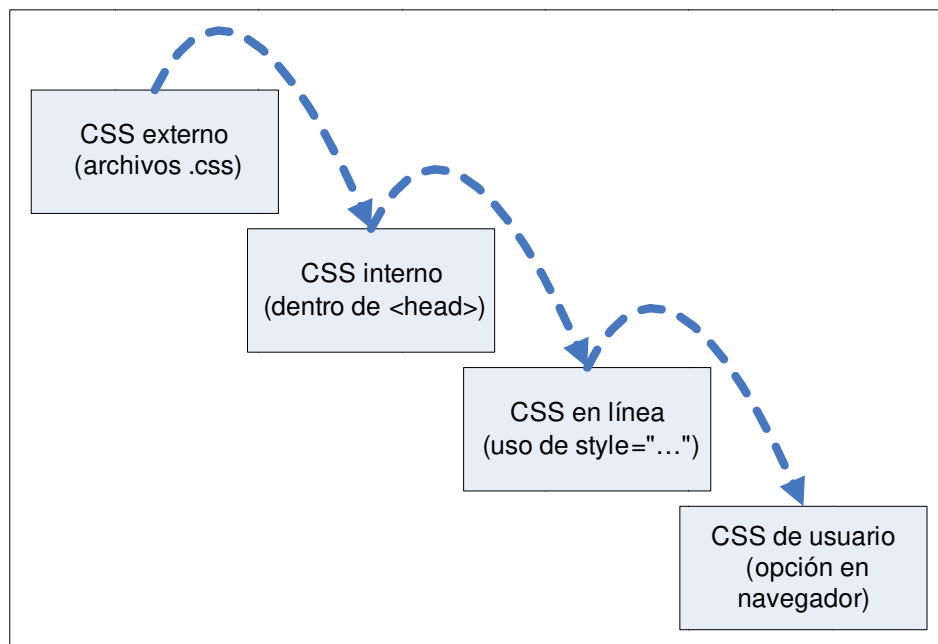 CSS externo
(archivos .css)
CSS interno
(dentro de <head>)
CSS en línea
(uso de style="…")
CSS de usuario
(opción en
navegador)